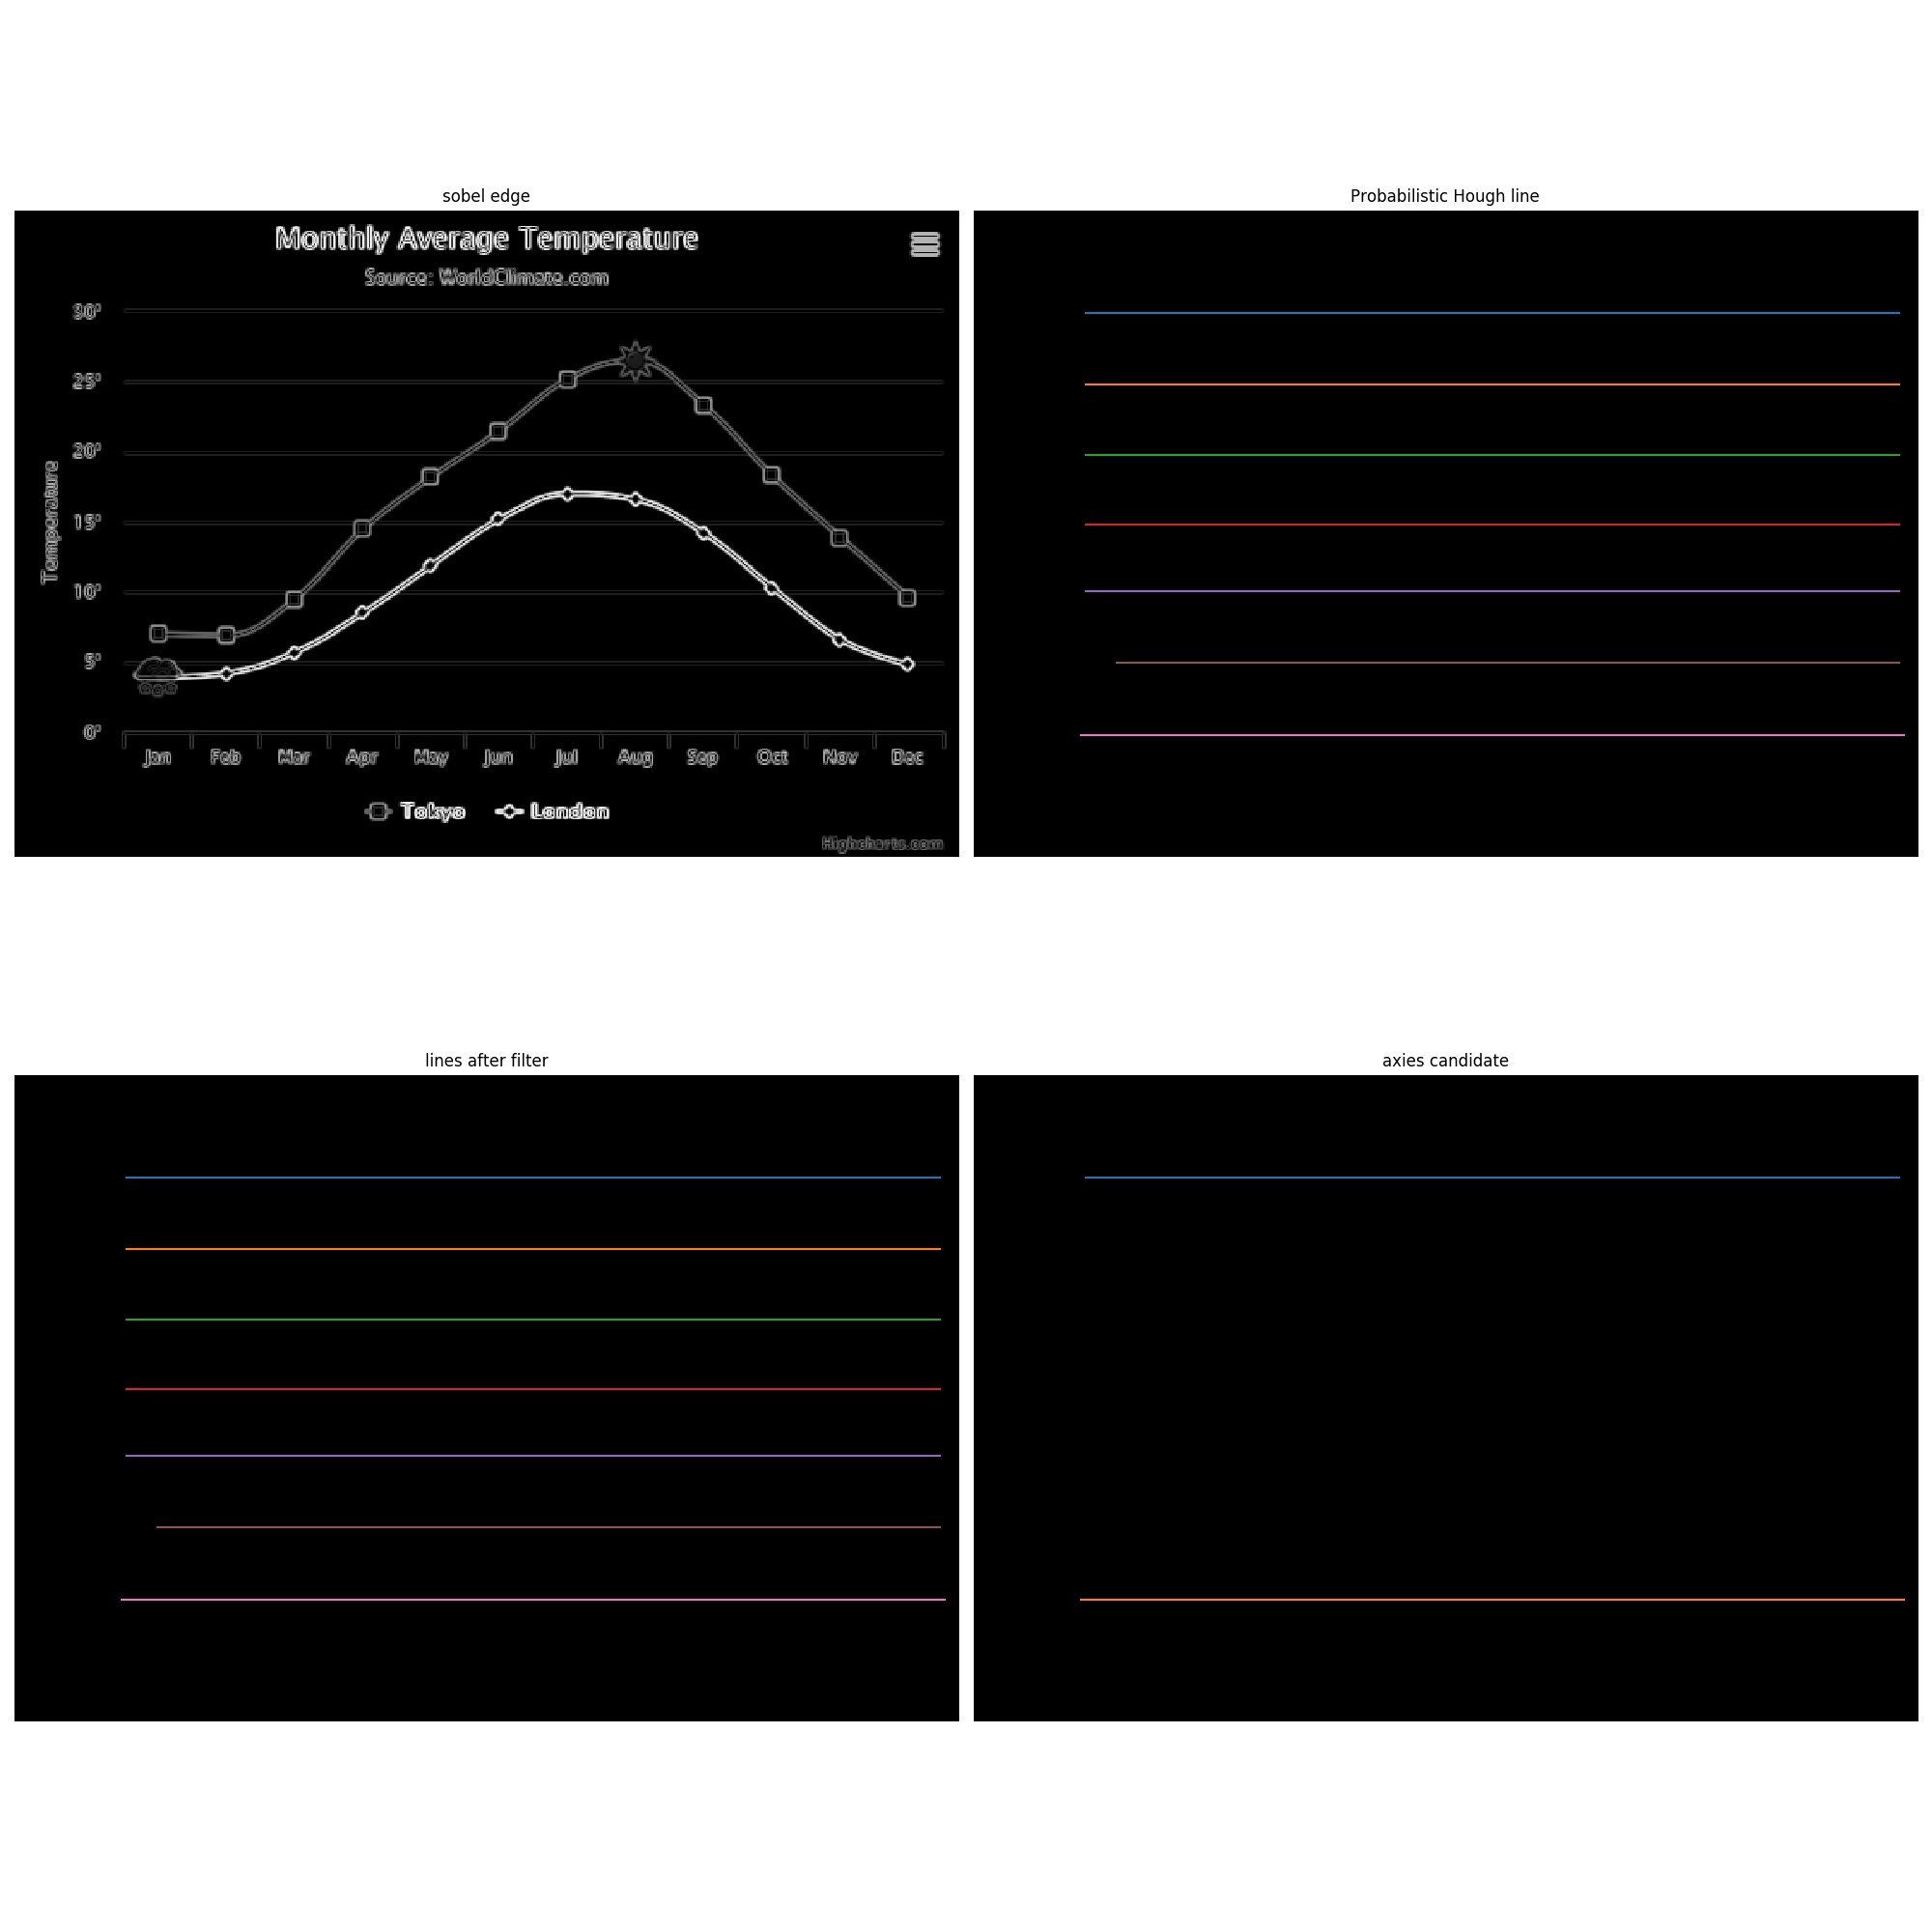 sobel edge
Monthly Average Temperature
Source: WorldClimate.com
30°
25°
20°
15°
10°
5°
0°
Temperature
Jan Feb Mar Apr May Jun Jul Aug Sep Oct Nov Dec
Tokyo London
Highcharts.com
Probabilistic Hough line
lines after filter
axies candidate